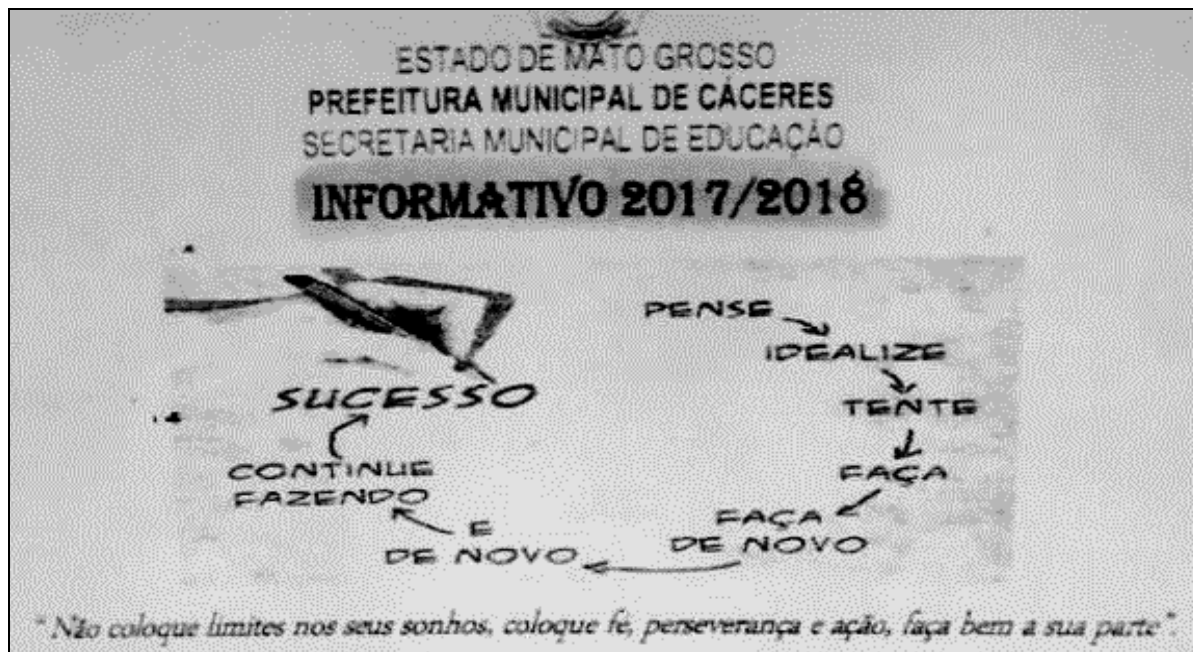 ESTADO DE MATO GROSSO
PREFEITURA MUNICIPAL DE CÁCERES
SECRETARIA MUNICIPAL DE EDUCAÇÃO
INFORMATIVO 2017/2018
PENSE
IDEALIZE
TENTE
FAÇA
FAÇA
DE NOVO
E
DE NOVO
CONTINUE
FAZENDO
SUCESSO
"Não coloque limites nos seus sonhos, coloque fé, perseverança e ação, faça bem a sua parte".